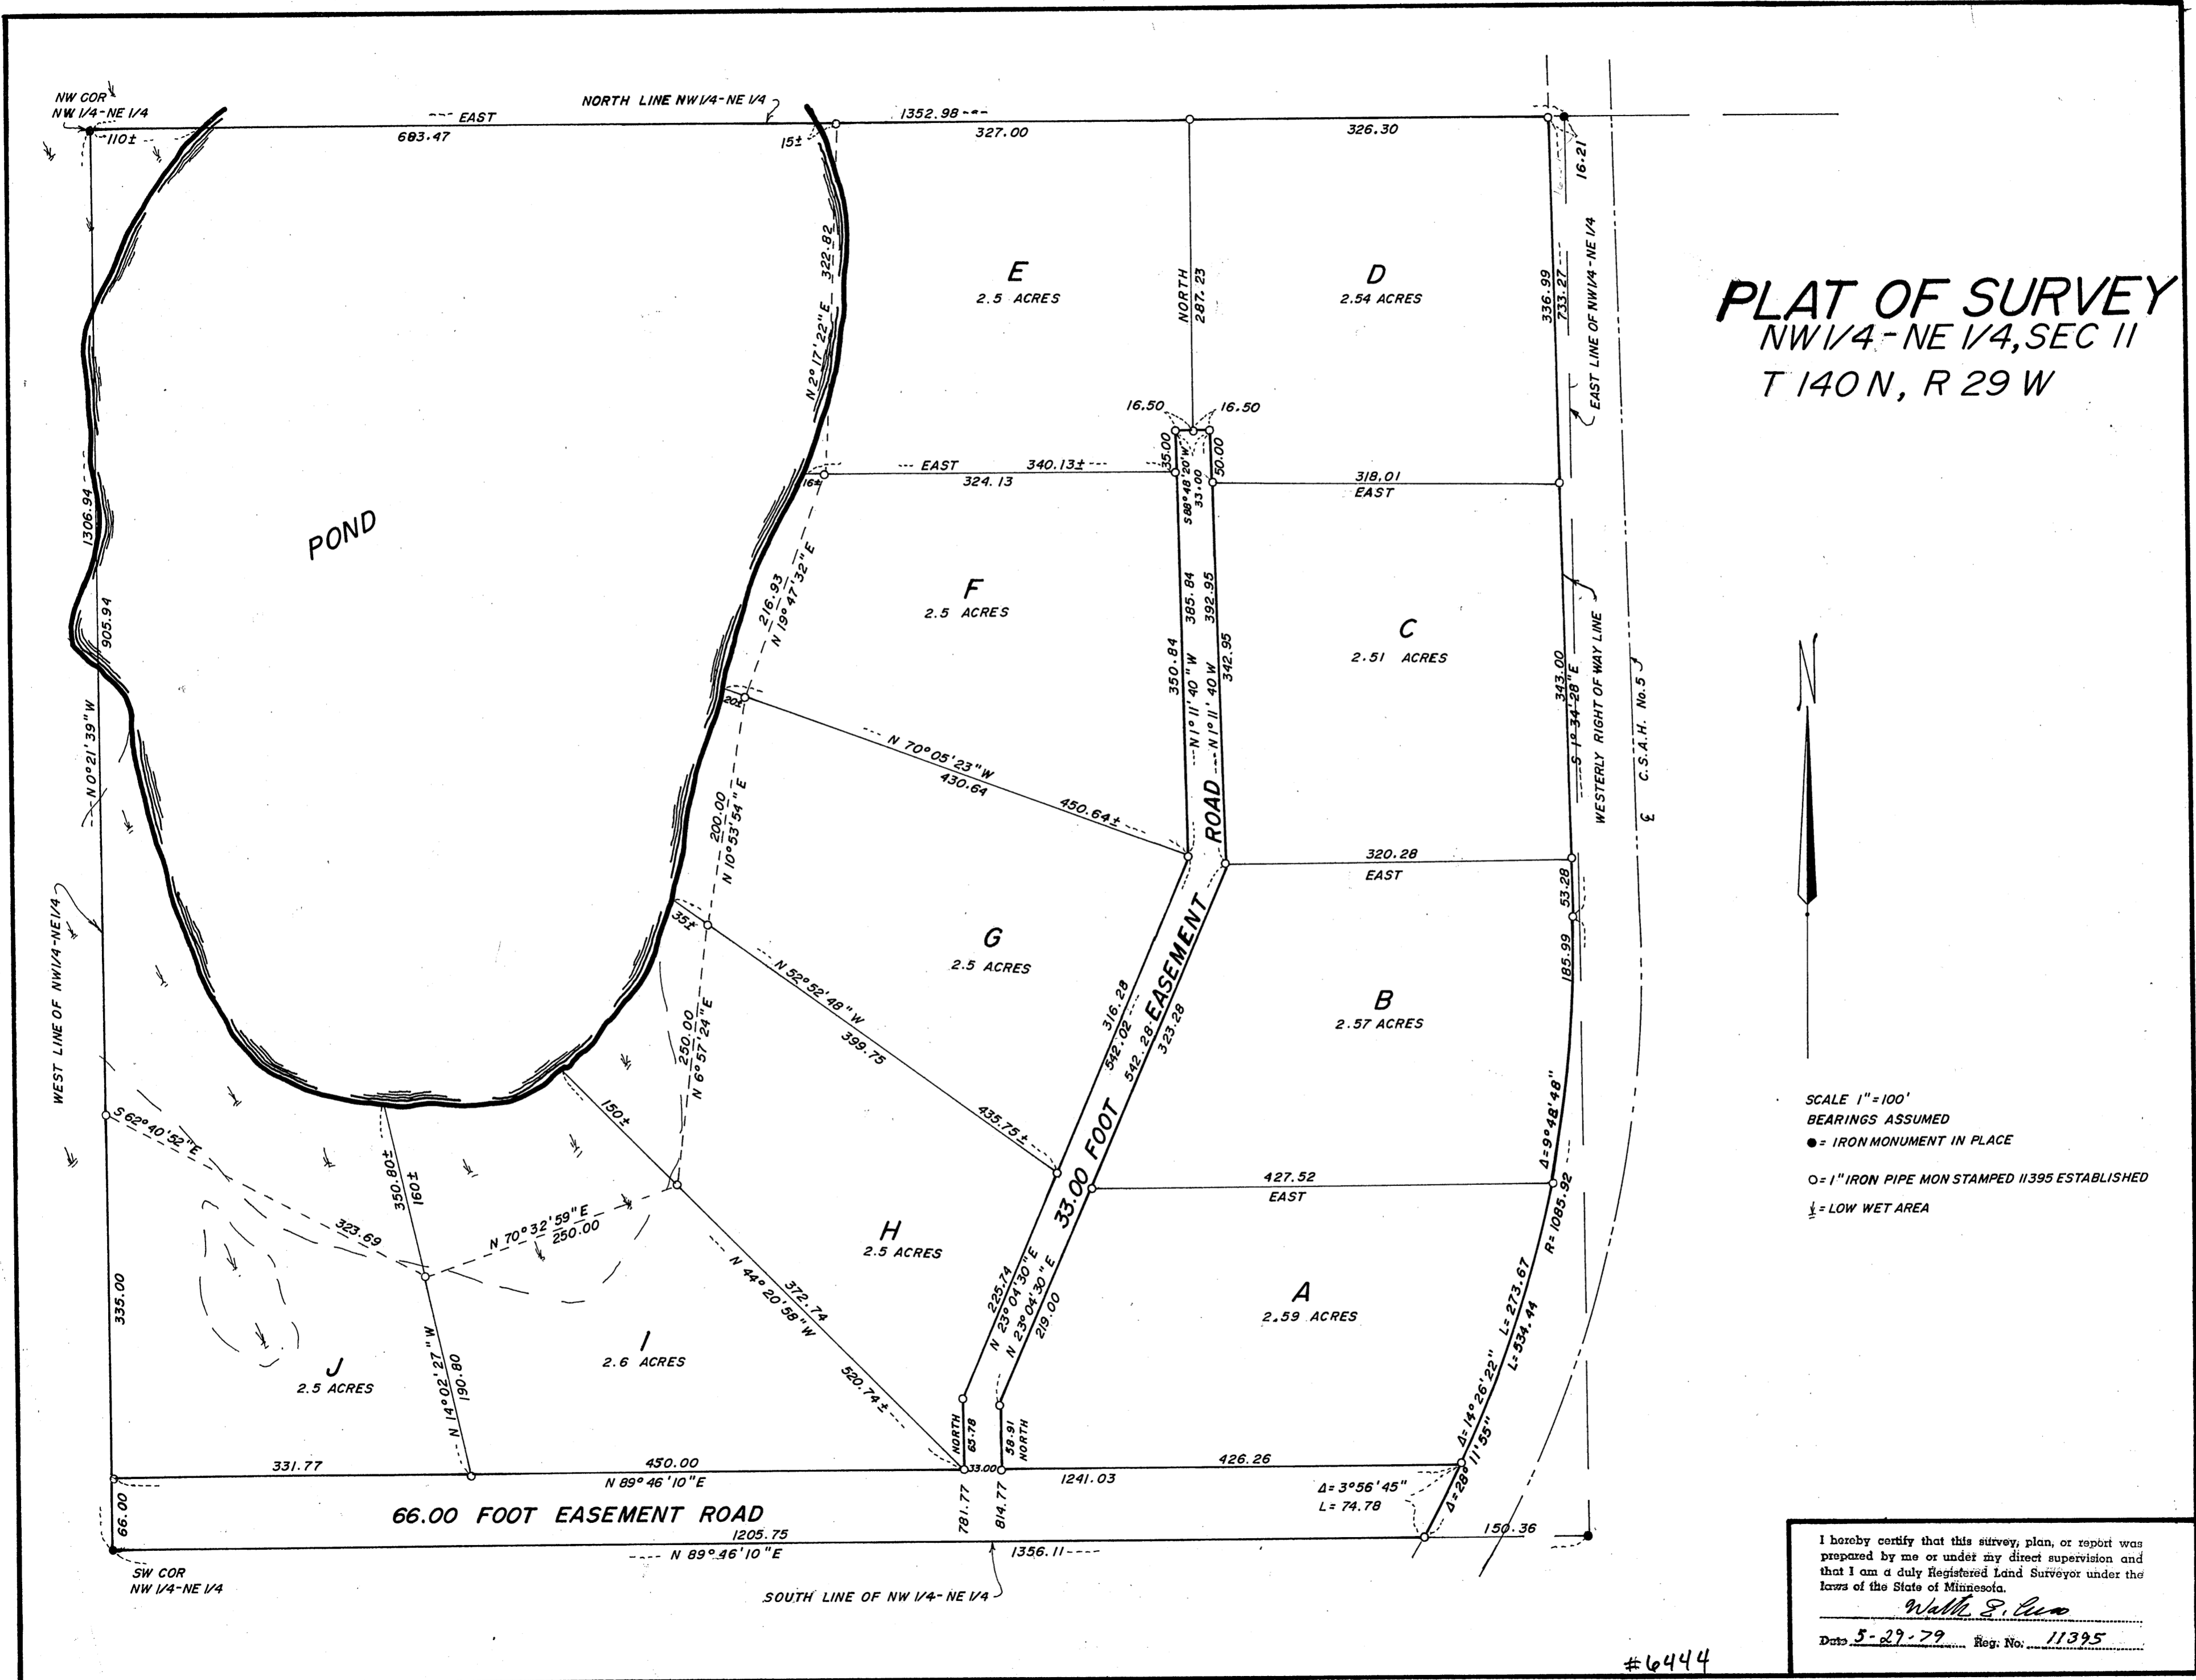 NW COR
NW 1/4-NE 1/4
110±
--- EAST
683.47
NORTH LINE NW 1/4-NE 1/4
15±
1352.98---
327.00
326.30
16.21
PLAT OF SURVEY
NW 1/4-NE 1/4, SEC 11
T 140 N, R 29 W
E
2.5 ACRES
D
2.54 ACRES
NORTH
287.23
336.99
733.27---
EAST LINE OF NW 1/4-NE 1/4
322.82
N 2° 17' 22" E
16.50
16.50
35.00
50.00
S 88° 48' 20" W
33.00
--- EAST 340.13± ---
324.13
16±
318.01
EAST
POND
1306.94 ---
905.94
--- N 0° 21' 39" W
216.93
N 19° 47' 32" E
F
2.5 ACRES
350.84
385.84
--- N 1° 11' 40" W
392.95
--- N 1° 11' 40 W
342.95
C
2.51 ACRES
343.00
---- S 1° 34' 28" E
WESTERLY RIGHT OF WAY LINE
℄ C.S.A.H. No. 5
N
20±
--- N 70° 05' 23" W
430.64
450.64± ---
200.00
N 10° 53' 54" E
320.28
EAST
53.28
185.99
WEST LINE OF NW 1/4-NE 1/4
35±
--- N 52° 52' 48" W
399.75
435.75± ---
G
2.5 ACRES
316.28
542.02 ---
542.28
323.28
33.00 FOOT EASEMENT ROAD
B
2.57 ACRES
Δ= 9° 48' 48"
R= 1085.92 ---
250.00
N 6° 57' 24" E
SCALE 1"=100'
BEARINGS ASSUMED
● = IRON MONUMENT IN PLACE
O = 1" IRON PIPE MON STAMPED 11395 ESTABLISHED
= LOW WET AREA
S 62° 40' 52" E
323.69
350.80±
160±
150±
N 70° 32' 59" E
250.00
427.52
EAST
H
2.5 ACRES
N 44° 20' 58" W
372.74
520.74± ---
225.74
N 23° 04' 30" E
N 23° 04' 30" E
219.00
A
2.59 ACRES
L= 273.67
L= 534.44
Δ= 14° 26' 22"
Δ= 28° 11' 55"
335.00
J
2.5 ACRES
--- N 14° 02' 27" W
190.80
I
2.6 ACRES
NORTH
65.78
58.91
NORTH
331.77
450.00
N 89° 46' 10" E
33.00
426.26
1241.03
Δ= 3° 56' 45"
L= 74.78
66.00
66.00 FOOT EASEMENT ROAD
781.77
814.77
1205.75
150.36
---- N 89° 46' 10" E
1356.11----
SW COR
NW 1/4-NE 1/4
SOUTH LINE OF NW 1/4-NE 1/4
I hereby certify that this survey, plan, or report was
prepared by me or under my direct supervision and
that I am a duly Registered Land Surveyor under the
laws of the State of Minnesota.
Date 5-29-79 Reg. No. 11395
#6444